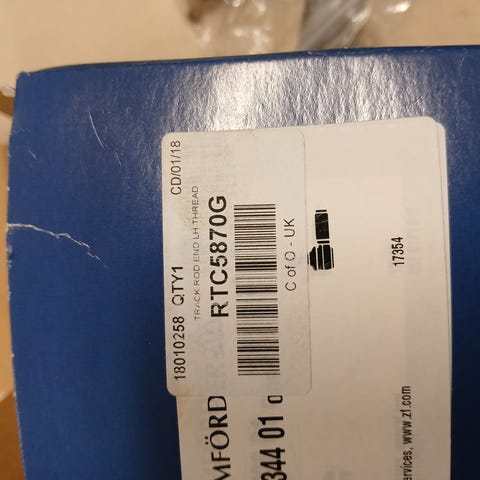 18010258 QTY1 CD/01/18
TRACK ROD END LH THREAD
RTC5870G
C of O - UK
17354
MFÖRD
344 01
ervices, www.zf.com